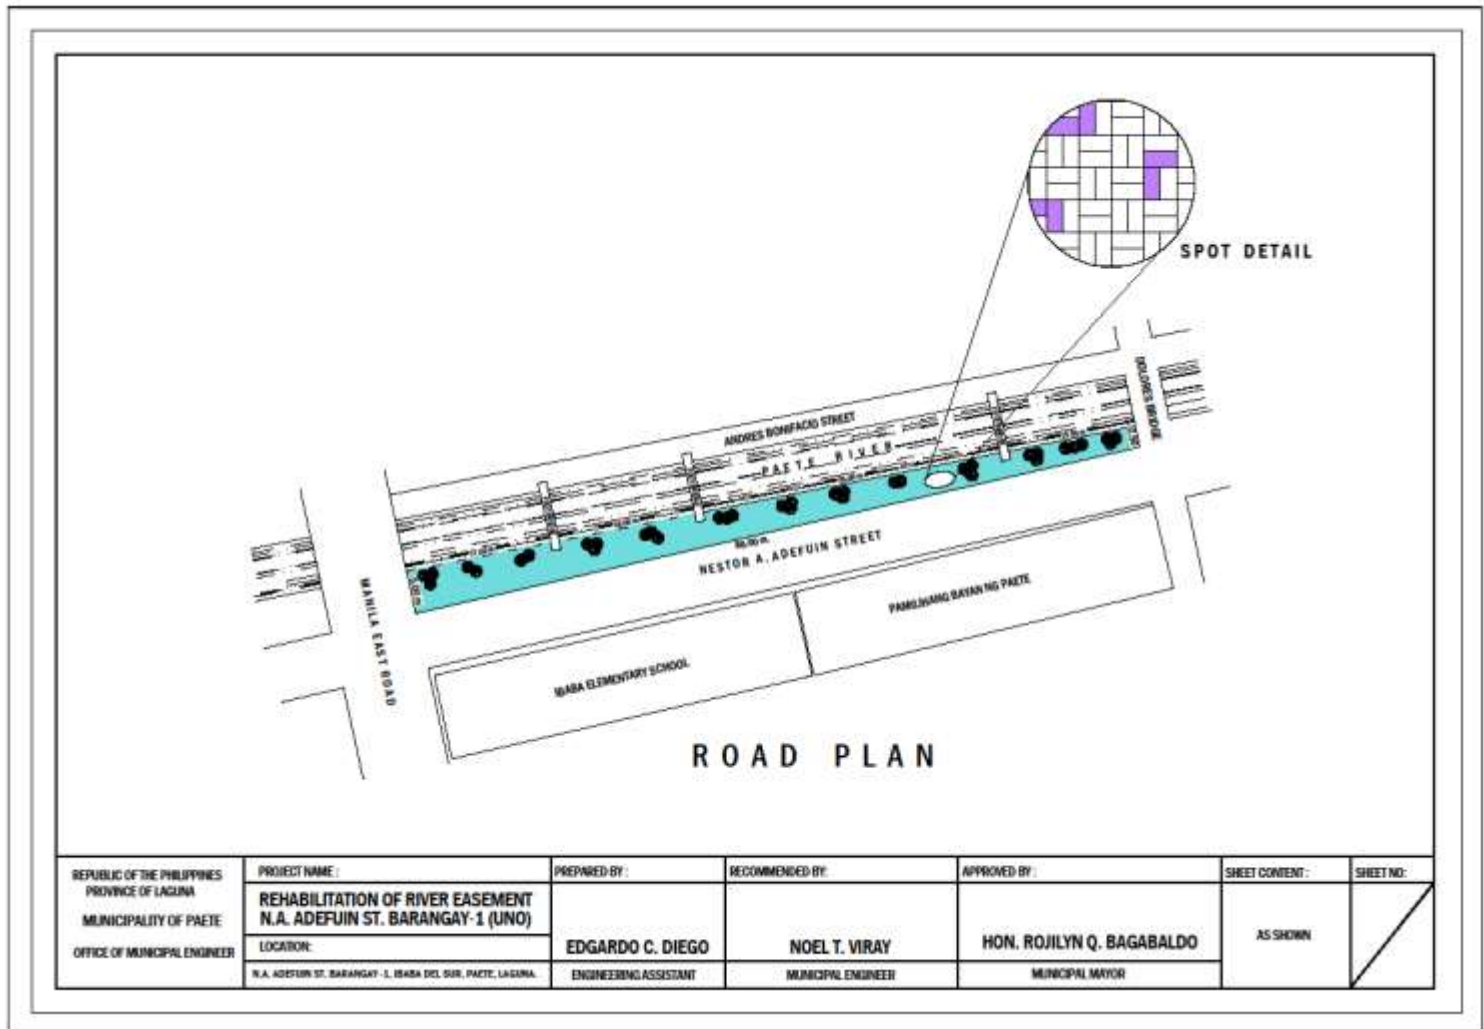 SPOT DETAIL
DOLORES BRIDGE
ANDRES BONIFACIO STREET
PAETE RIVER
NESTOR A. ADEFUIN STREET
MANILA EAST ROAD
PAMILIHANG BAYAN NG PAETE
IBABA ELEMENTARY SCHOOL
ROAD PLAN
REPUBLIC OF THE PHILIPPINES
PROVINCE OF LAGUNA
MUNICIPALITY OF PAETE
OFFICE OF MUNICIPAL ENGINEER
PROJECT NAME :
REHABILITATION OF RIVER EASEMENT
N.A. ADEFUIN ST. BARANGAY-1 (UNO)
LOCATION:
N.A. ADEFUIN ST. BARANGAY -1, IBABA DEL SUR, PAETE, LAGUNA.
PREPARED BY :
EDGARDO C. DIEGO
ENGINEERING ASSISTANT
RECOMMENDED BY:
NOEL T. VIRAY
MUNICIPAL ENGINEER
APPROVED BY :
HON. ROJILYN Q. BAGABALDO
MUNICIPAL MAYOR
SHEET CONTENT :
AS SHOWN
SHEET NO: